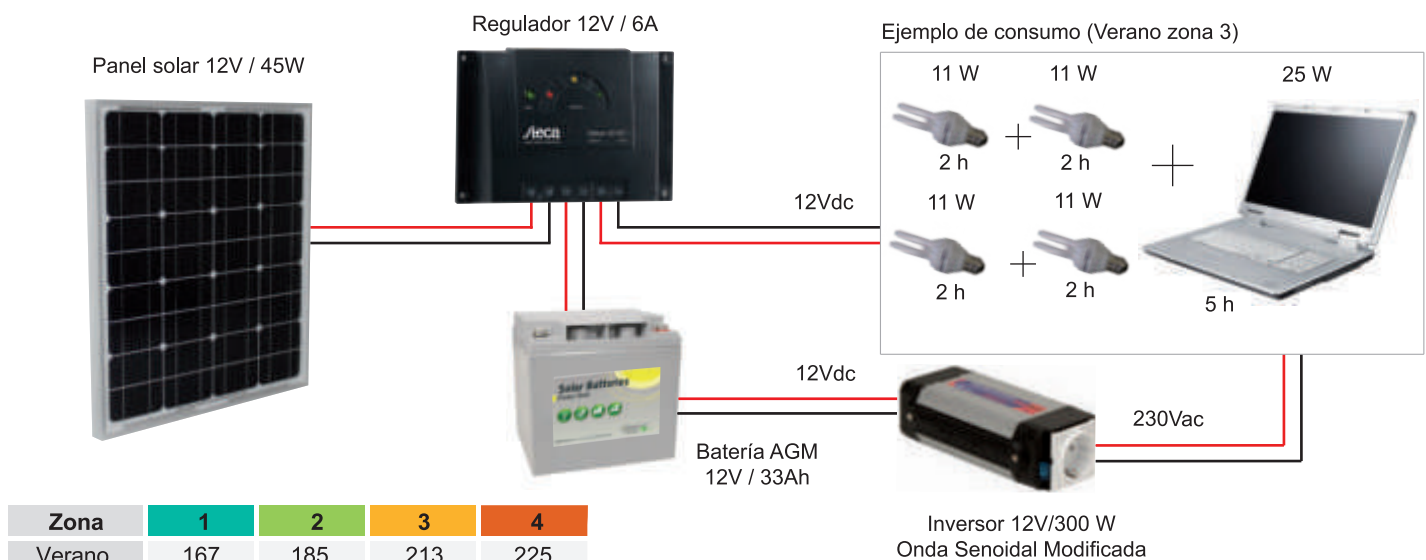 Regulador 12V / 6A
Ejemplo de consumo (Verano zona 3)
Panel solar 12V / 45W
11 W
11 W
25 W
Steca
2 h
2 h
12Vdc
11 W
11 W
2 h
2 h
5 h
Solar Batteries
12Vdc
230Vac
Batería AGM
12V / 33Ah
Inversor 12V/300 W
Onda Senoidal Modificada
Zona 1 2 3 4
Verano 167 185 213 225